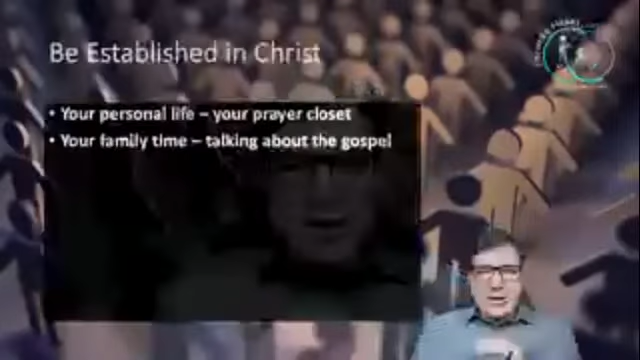 Be Established in Christ
• Your personal life – your prayer closet
• Your family time – talking about the gospel